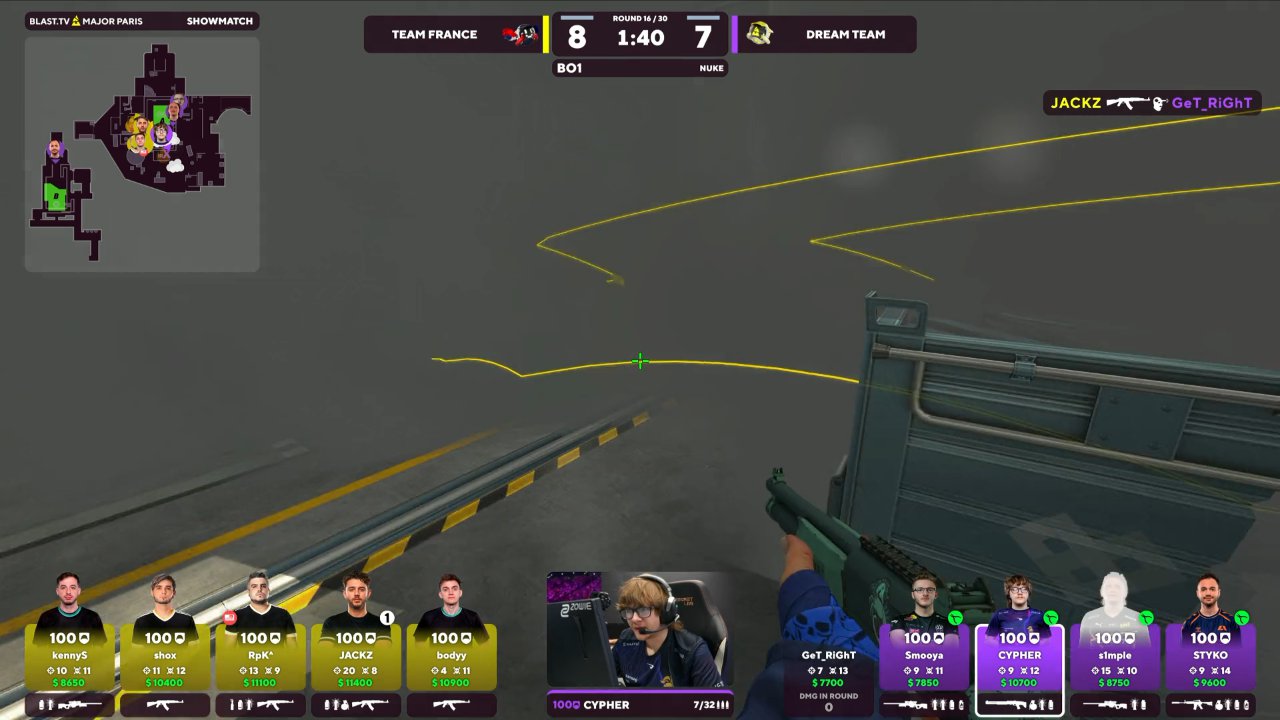 BLAST.TV MAJOR PARIS SHOWMATCH
TEAM FRANCE 8 ROUND 16 / 30 1:40 7 DREAM TEAM
BO1 NUKE
JACKZ GeT_RiGhT
B
ZOWIE
100 kennyS 10 11 $ 8650
100 shox 11 12 $ 10400
100 RpK^ 13 9 $ 11100
1
100 JACKZ 20 8 $ 11400
100 bodyy 4 11 $ 10900
100 CYPHER 7/32
GeT_RiGhT 7 13 $ 7700
DMG IN ROUND
0
100 Smooya 9 11 $ 7850
100 CYPHER 9 12 $ 10700
100 s1mple 15 10 $ 8750
100 STYKO 9 14 $ 9600